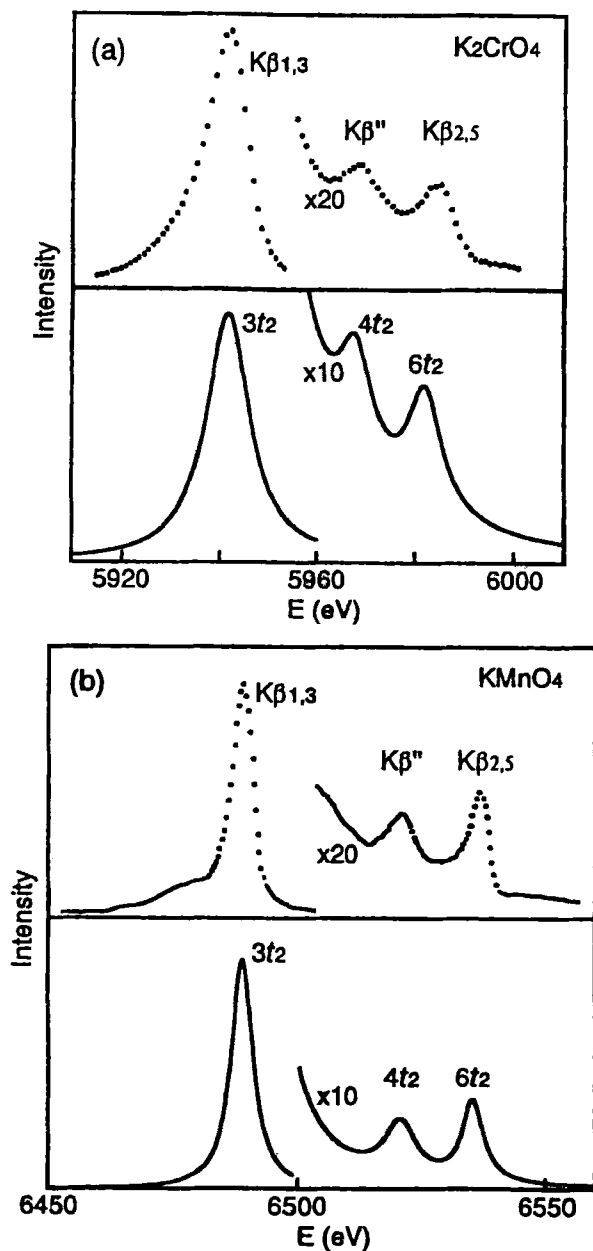 (a) Kβ1,3 K2CrO4
Kβ" Kβ2,5
x20
3t2 4t2 6t2
x10
Intensity
5920 5960 6000
E (eV)
(b) Kβ1,3 KMnO4
Kβ" Kβ2,5
x20
3t2
x10 4t2 6t2
Intensity
6450 6500 6550
E (eV)